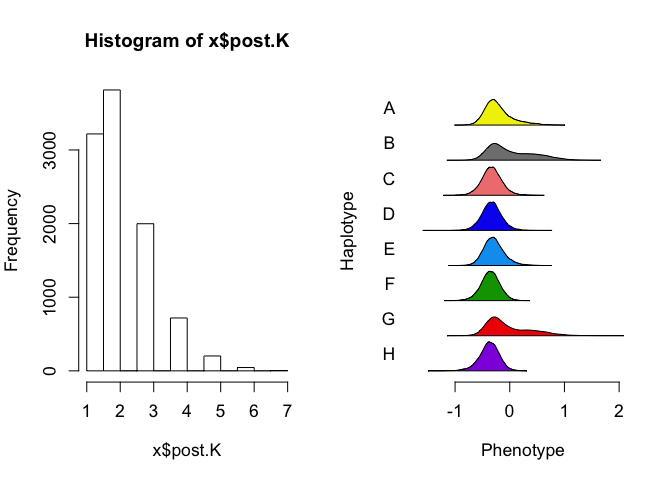 Histogram of x$post.K
Frequency
0
1000
2000
3000
1 2 3 4 5 6 7
x$post.K
Haplotype
A
B
C
D
E
F
G
H
-1 0 1 2
Phenotype